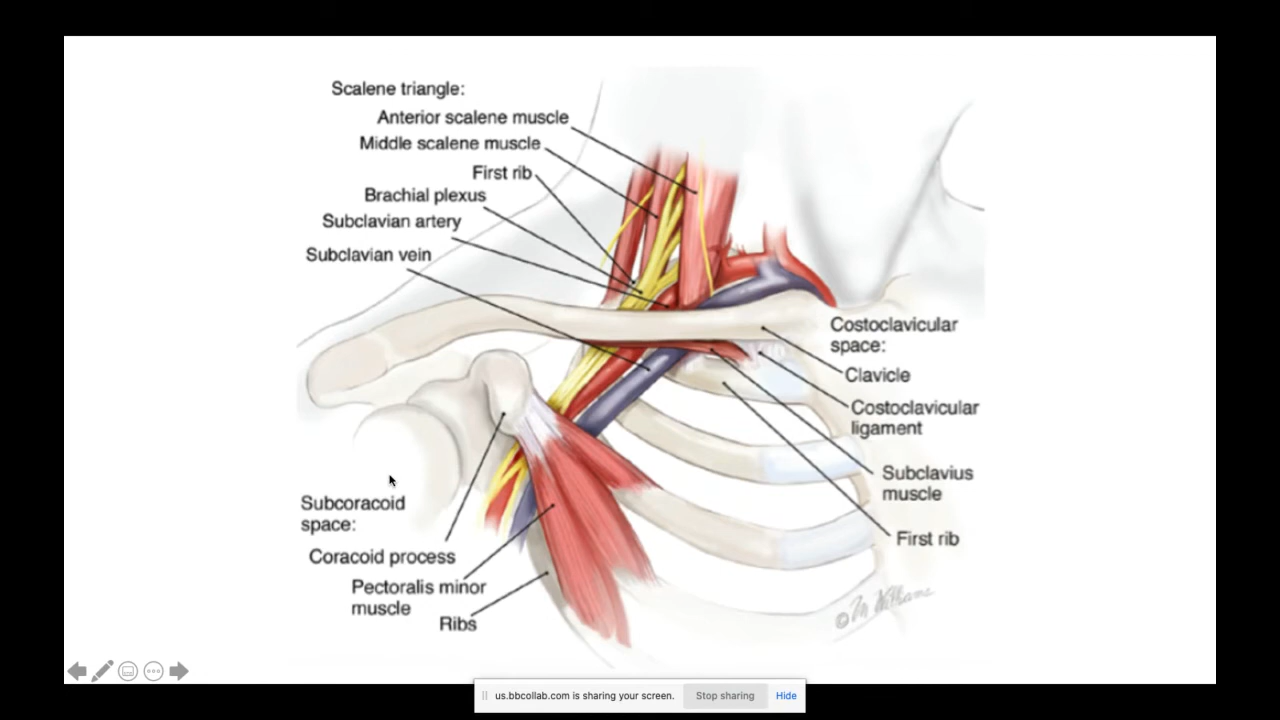 Scalene triangle:
Anterior scalene muscle
Middle scalene muscle
First rib
Brachial plexus
Subclavian artery
Subclavian vein
Costoclavicular
space:
Clavicle
Costoclavicular
ligament
Subclavius
muscle
First rib
Subcoracoid
space:
Coracoid process
Pectoralis minor
muscle
Ribs
us.bbcollab.com is sharing your screen.
Stop sharing
Hide